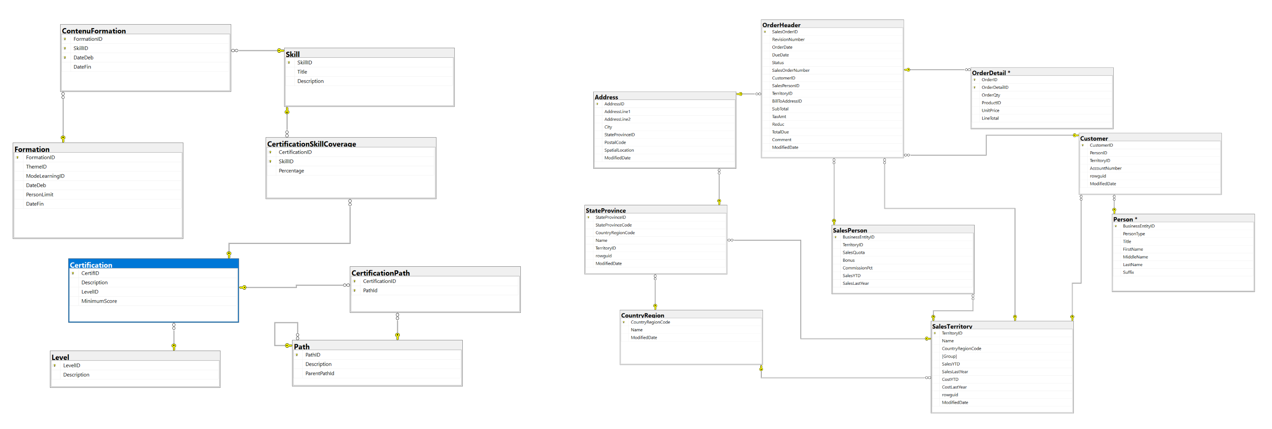 ContenuFormation
FormationID
SkillID
DateDeb
DateFin
Skill
SkillID
Title
Description
Formation
FormationID
ThemeID
ModeLearningID
DateDeb
PersonLimit
DateFin
CertificationSkillCoverage
CertificationID
SkillID
Percentage
Certification
CertifID
Description
LevelID
MinimumScore
CertificationPath
CertificationID
PathId
Level
LevelID
Description
Path
PathID
Description
ParentPathId
OrderHeader
SalesOrderID
RevisionNumber
OrderDate
DueDate
Status
SalesOrderNumber
CustomerID
SalesPersonID
TerritoryID
BillToAddressID
SubTotal
TaxAmt
TotalDue
Comment
ModifiedDate
OrderDetail *
OrderID
OrderDetailID
OrderQty
ProductID
UnitPrice
LineTotal
Address
AddressID
AddressLine1
AddressLine2
City
StateProvinceID
PostalCode
SpatialLocation
ModifiedDate
Customer
CustomerID
PersonID
TerritoryID
AccountNumber
rowguid
ModifiedDate
StateProvince
StateProvinceID
StateProvinceCode
CountryRegionCode
Name
TerritoryID
rowguid
ModifiedDate
SalesPerson
BusinessEntityID
TerritoryID
SalesQuota
Bonus
CommissionPct
SalesYTD
SalesLastYear
Person *
BusinessEntityID
PersonType
Title
FirstName
MiddleName
LastName
Suffix
CountryRegion
CountryRegionCode
Name
ModifiedDate
SalesTerritory
TerritoryID
Name
CountryRegionCode
[Group]
SalesYTD
SalesLastYear
CostYTD
CostLastYear
rowguid
ModifiedDate